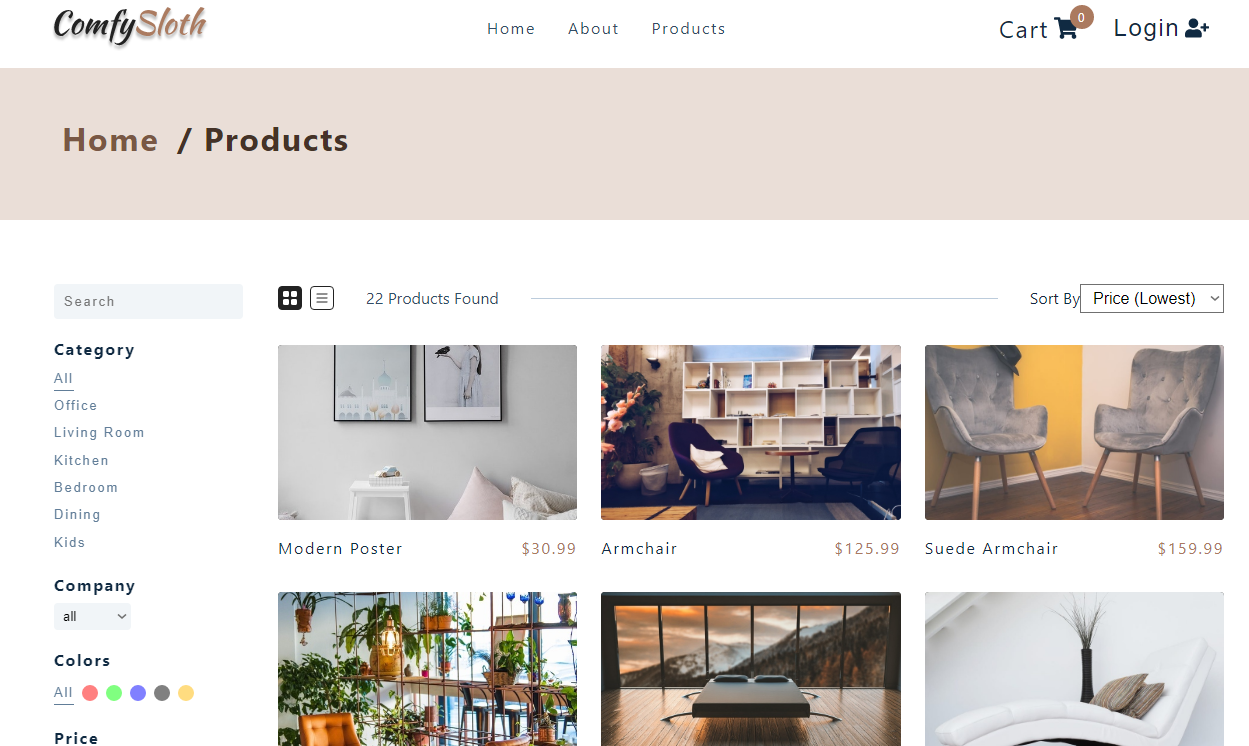 ComfySloth
Home About Products
Cart 0 Login
Home / Products
Search
22 Products Found
Sort By Price (Lowest)
Category
All
Office
Living Room
Kitchen
Bedroom
Dining
Kids
Company
all
Colors
All
Price
Modern Poster $30.99
Armchair $125.99
Suede Armchair $159.99